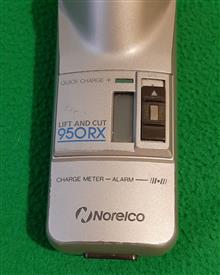 QUICK CHARGE
LIFT AND CUT
950RX
CHARGE METER – ALARM –
Norelco